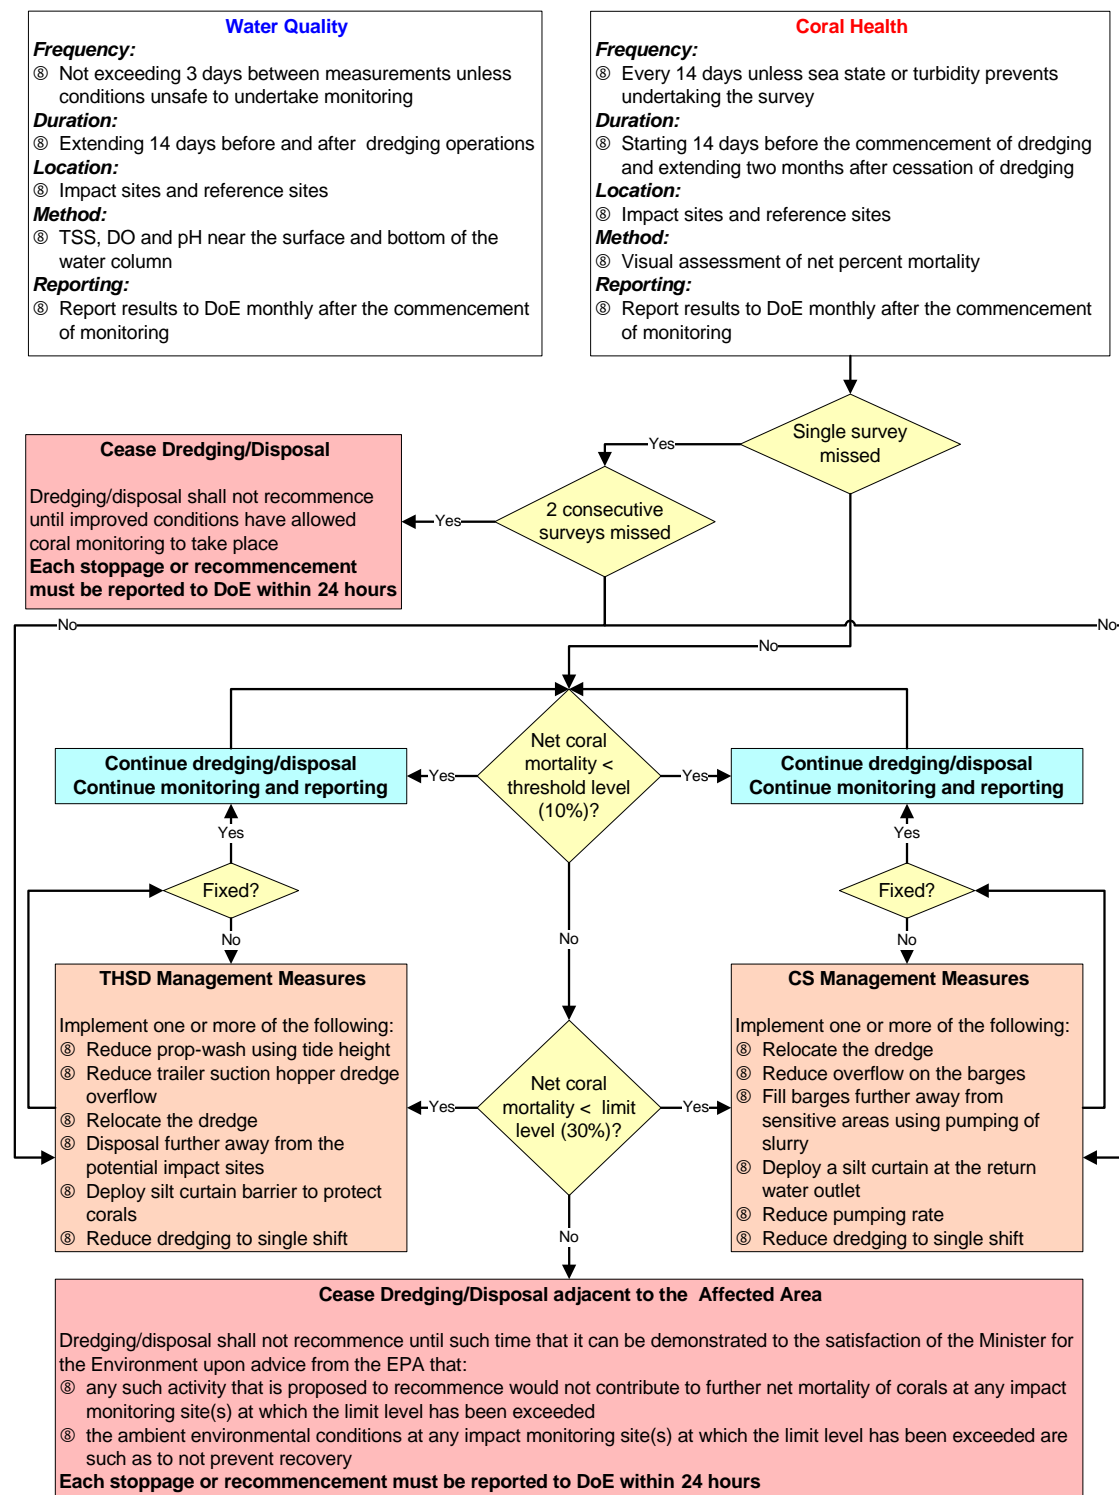 Water Quality
Frequency:
⑧ Not exceeding 3 days between measurements unless
conditions unsafe to undertake monitoring
Duration:
⑧ Extending 14 days before and after dredging operations
Location:
⑧ Impact sites and reference sites
Method:
⑧ TSS, DO and pH near the surface and bottom of the
water column
Reporting:
⑧ Report results to DoE monthly after the commencement
of monitoring
Coral Health
Frequency:
⑧ Every 14 days unless sea state or turbidity prevents
undertaking the survey
Duration:
⑧ Starting 14 days before the commencement of dredging
and extending two months after cessation of dredging
Location:
⑧ Impact sites and reference sites
Method:
⑧ Visual assessment of net percent mortality
Reporting:
⑧ Report results to DoE monthly after the commencement
of monitoring
Single survey
missed
Yes
2 consecutive
surveys missed
Yes
Cease Dredging/Disposal
Dredging/disposal shall not recommence
until improved conditions have allowed
coral monitoring to take place
Each stoppage or recommencement
must be reported to DoE within 24 hours
No
No
No
Net coral
mortality <
threshold level
(10%)?
Yes
Yes
Continue dredging/disposal
Continue monitoring and reporting
Continue dredging/disposal
Continue monitoring and reporting
Yes
Yes
Fixed?
Fixed?
No
No
No
THSD Management Measures
Implement one or more of the following:
⑧ Reduce prop-wash using tide height
⑧ Reduce trailer suction hopper dredge
overflow
⑧ Relocate the dredge
⑧ Disposal further away from the
potential impact sites
⑧ Deploy silt curtain barrier to protect
corals
⑧ Reduce dredging to single shift
Net coral
mortality < limit
level (30%)?
Yes
Yes
No
CS Management Measures
Implement one or more of the following:
⑧ Relocate the dredge
⑧ Reduce overflow on the barges
⑧ Fill barges further away from
sensitive areas using pumping of
slurry
⑧ Deploy a silt curtain at the return
water outlet
⑧ Reduce pumping rate
⑧ Reduce dredging to single shift
Cease Dredging/Disposal adjacent to the Affected Area
Dredging/disposal shall not recommence until such time that it can be demonstrated to the satisfaction of the Minister for
the Environment upon advice from the EPA that:
⑧ any such activity that is proposed to recommence would not contribute to further net mortality of corals at any impact
monitoring site(s) at which the limit level has been exceeded
⑧ the ambient environmental conditions at any impact monitoring site(s) at which the limit level has been exceeded are
such as to not prevent recovery
Each stoppage or recommencement must be reported to DoE within 24 hours